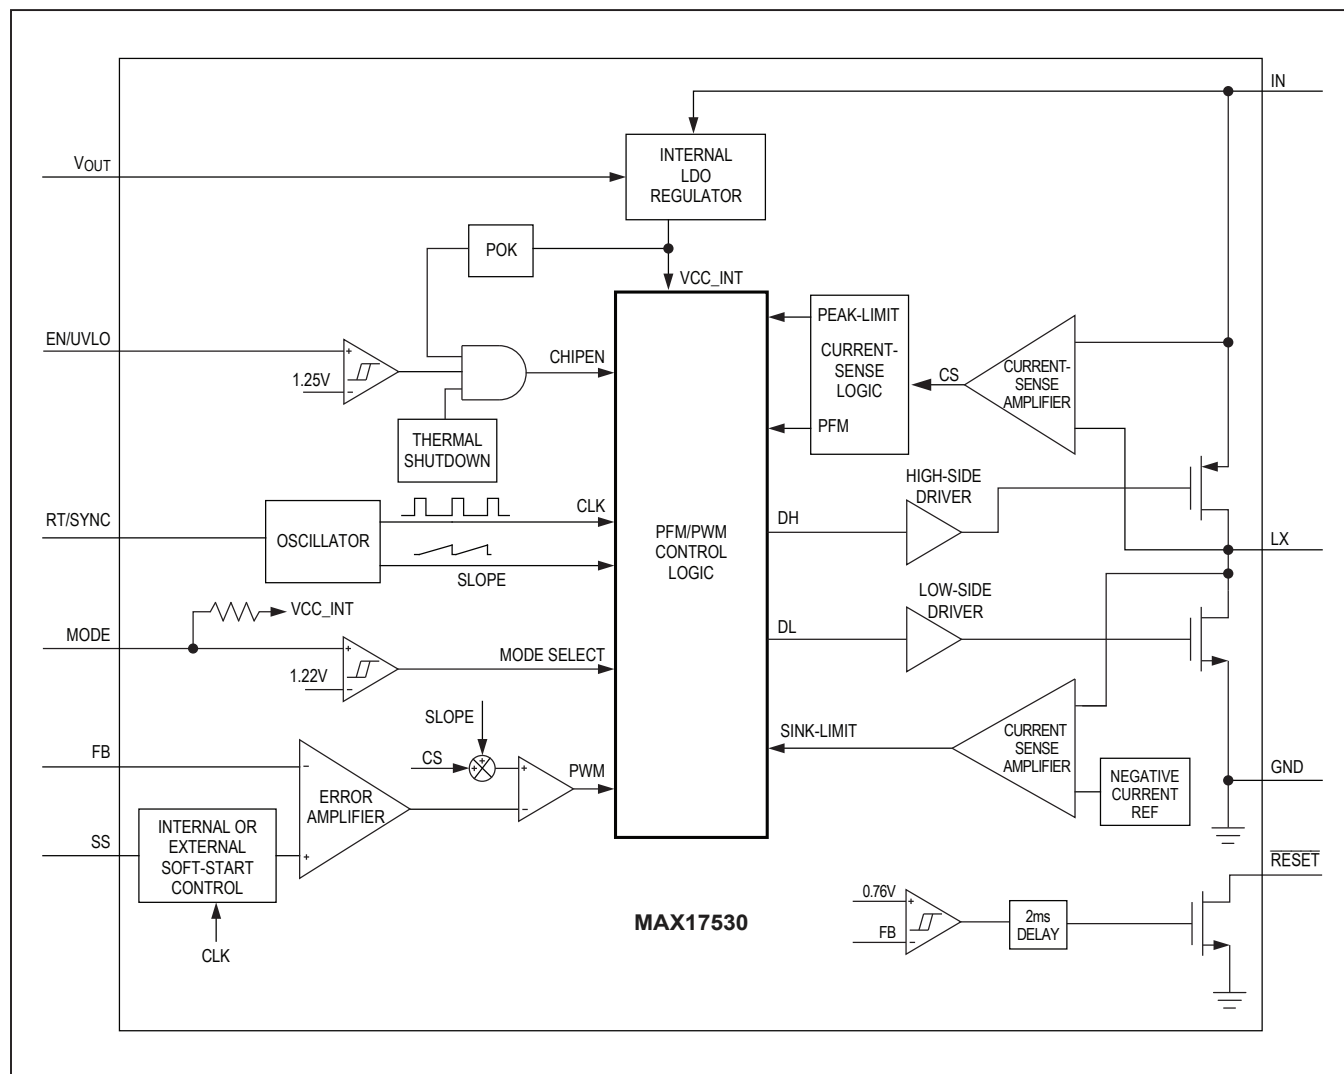 IN
INTERNAL
LDO
REGULATOR
VOUT
POK
VCC_INT
EN/UVLO
+
1.25V
−
CHIPEN
THERMAL
SHUTDOWN
PEAK-LIMIT
CURRENT-
SENSE
LOGIC
PFM
CS
CURRENT-
SENSE
AMPLIFIER
RT/SYNC
OSCILLATOR
CLK
SLOPE
PFM/PWM
CONTROL
LOGIC
HIGH-SIDE
DRIVER
DH
LX
LOW-SIDE
DRIVER
DL
VCC_INT
MODE
+
1.22V
−
MODE SELECT
SLOPE
CS
+
+
+
−
PWM
SINK-LIMIT
CURRENT
SENSE
AMPLIFIER
NEGATIVE
CURRENT
REF
GND
FB
−
ERROR
AMPLIFIER
+
SS
INTERNAL OR
EXTERNAL
SOFT-START
CONTROL
CLK
RESET
0.76V
+
FB
−
2ms
DELAY
MAX17530